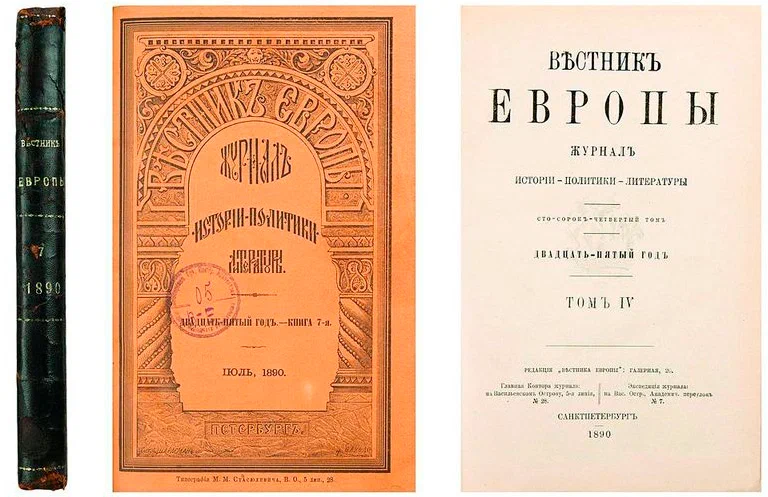 ВѢСТНИКЪ
ЕВРОПЫ
7
1890
ВѢСТНИКЪ ЕВРОПЫ
ЖУРНАЛЪ
ИСТОРІИ-ПОЛИТИКИ-
ЛИТЕРАТУРЫ.
05
ДВАДЦАТЬ-ПЯТЫЙ ГОДЪ.—КНИГА 7-я.
ІЮЛЬ, 1890.
ПЕТЕРБУРГЪ.
Типографія М. М. Стасюлевича, В. О., 5 лин., 28.
ВѢСТНИКЪ
ЕВРОПЫ
ЖУРНАЛЪ
ИСТОРІИ-ПОЛИТИКИ-ЛИТЕРАТУРЫ
СТО-СОРОКЪ-ЧЕТВЕРТЫЙ ТОМЪ
ДВАДЦАТЬ-ПЯТЫЙ ГОДЪ
ТОМЪ IV
РЕДАКЦІЯ „ВѢСТНИКА ЕВРОПЫ": ГАЛЕРНАЯ, 20.
Главная Контора журнала:
на Васильевскомъ Острову, 5-я линія,
№ 28.
Экспедиція журнала:
на Вас. Остр., Академич. переулокъ
№ 7.
САНКТПЕТЕРБУРГЪ
1890